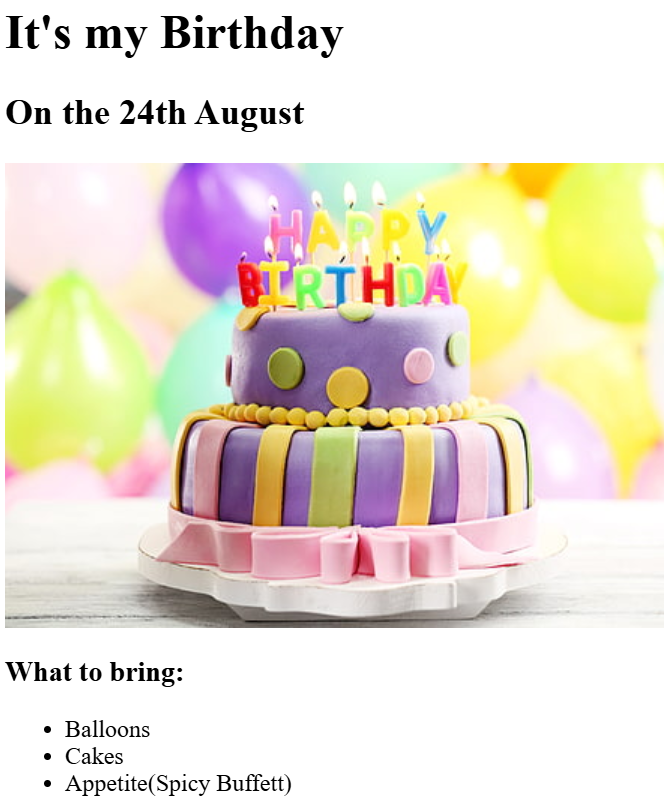 It's my Birthday
On the 24th August
HAPPY
BIRTHDAY
What to bring:
Balloons
Cakes
Appetite(Spicy Buffett)